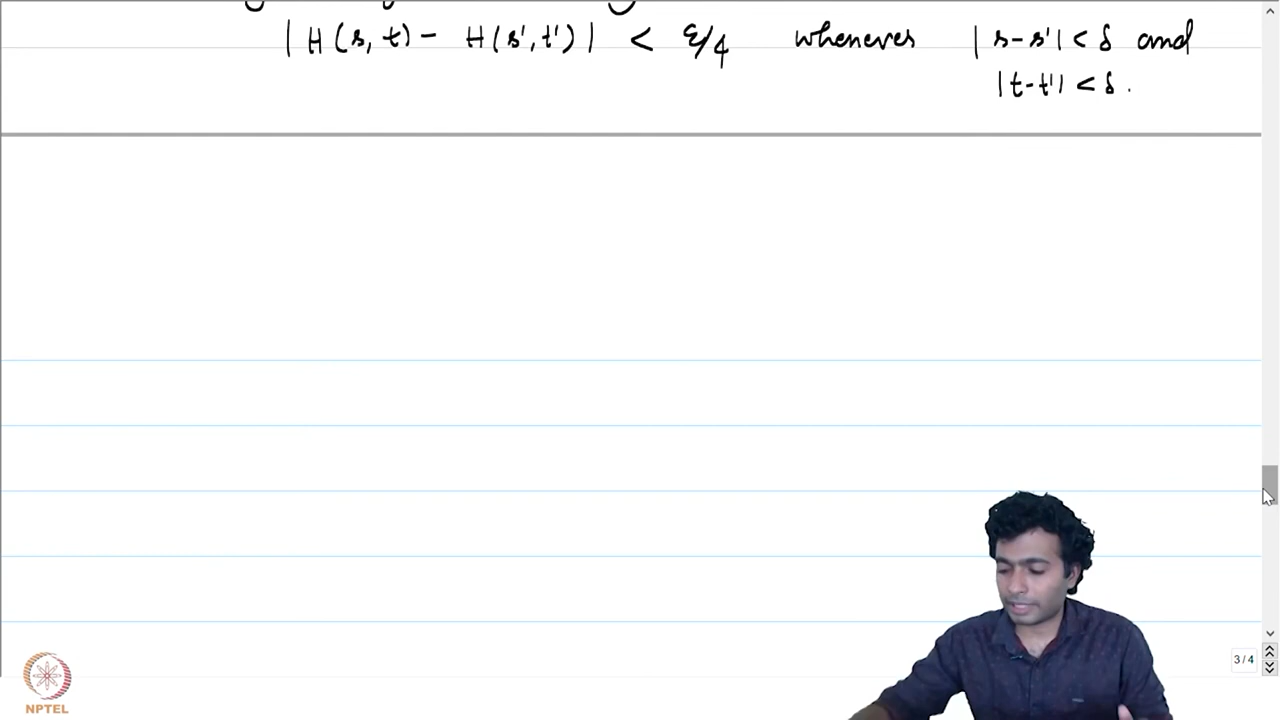 | H(s, t) - H(s', t') | < ε/4 whenever |s-s'| < δ and
|t-t'| < δ.
3 / 4
NPTEL